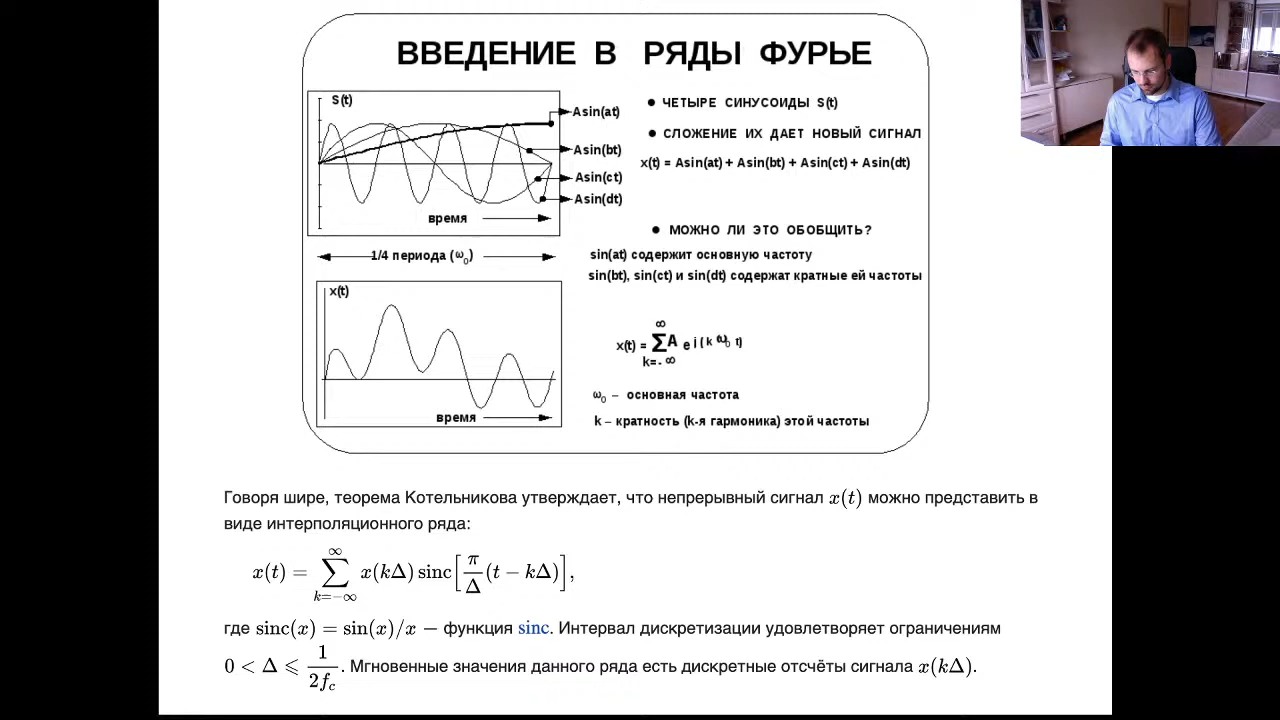 ВВЕДЕНИЕ В РЯДЫ ФУРЬЕ
S(t)
Asin(at)
Asin(bt)
Asin(ct)
Asin(dt)
время
1/4 периода (ω₀)
x(t)
время
● ЧЕТЫРЕ СИНУСОИДЫ S(t)
● СЛОЖЕНИЕ ИХ ДАЕТ НОВЫЙ СИГНАЛ
x(t) = Asin(at) + Asin(bt) + Asin(ct) + Asin(dt)
● МОЖНО ЛИ ЭТО ОБОБЩИТЬ?
sin(at) содержит основную частоту
sin(bt), sin(ct) и sin(dt) содержат кратные ей частоты
∞
x(t) = Σ A e j ( k ω₀ t)
k=- ∞
ω₀ – основная частота
k – кратность (k-я гармоника) этой частоты
Говоря шире, теорема Котельникова утверждает, что непрерывный сигнал x(t) можно представить в
виде интерполяционного ряда:
x(t) = ∑_{k=−∞}^{∞} x(kΔ) sinc[π/Δ (t − kΔ)],
где sinc(x) = sin(x)/x — функция sinc. Интервал дискретизации удовлетворяет ограничениям
0 < Δ ⩽ 1/(2f_c). Мгновенные значения данного ряда есть дискретные отсчёты сигнала x(kΔ).